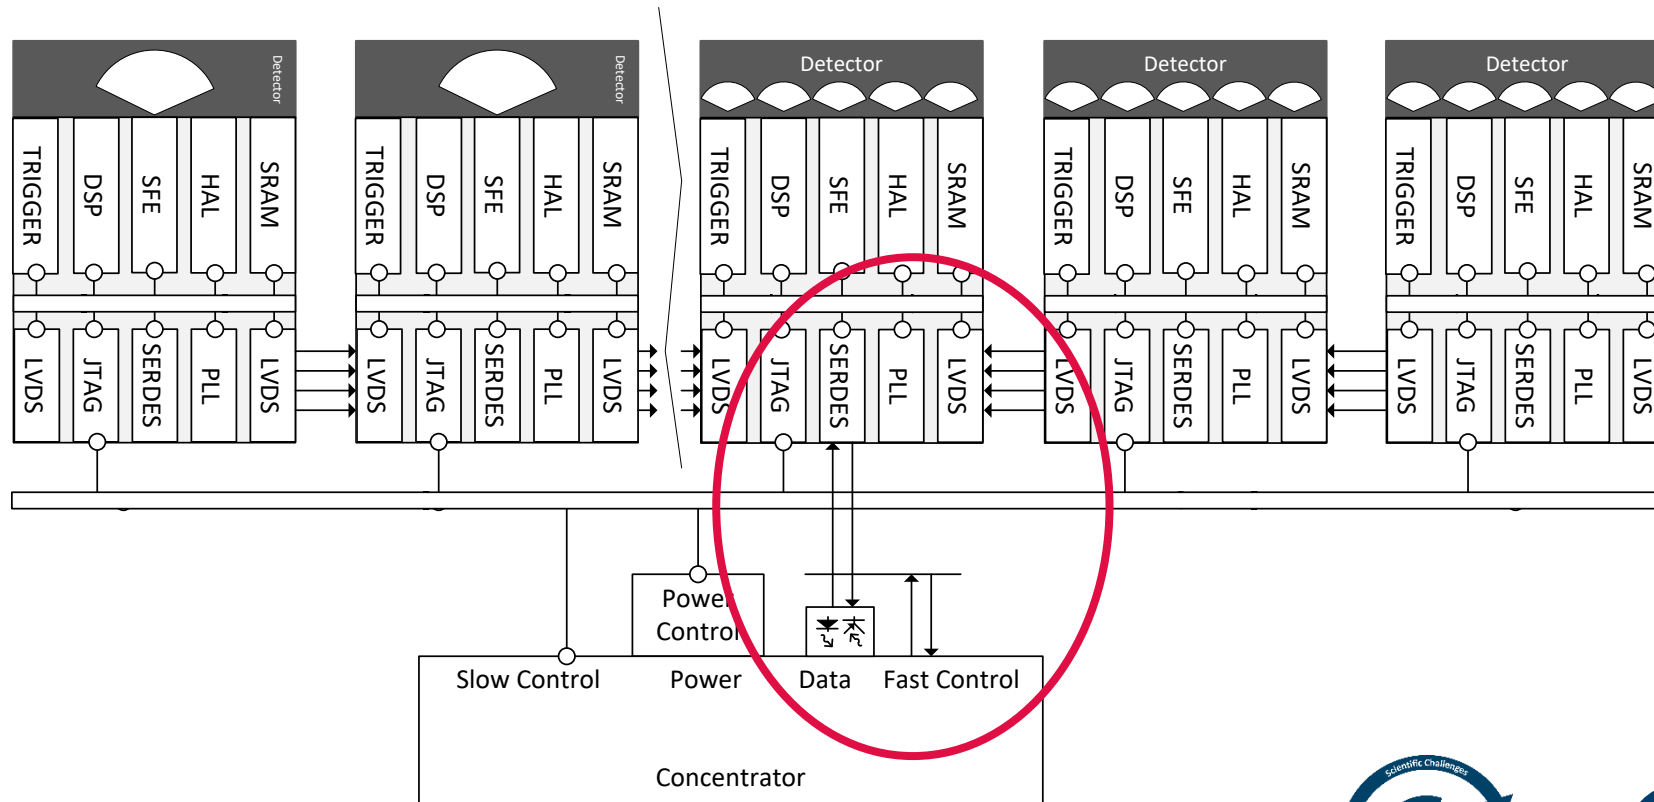 Detector
Detector
Detector
Detector
Detector
TRIGGER
DSP
SFE
HAL
SRAM
TRIGGER
DSP
SFE
HAL
SRAM
TRIGGER
DSP
SFE
HAL
SRAM
TRIGGER
DSP
SFE
HAL
SRAM
TRIGGER
DSP
SFE
HAL
SRAM
LVDS
JTAG
SERDES
PLL
LVDS
LVDS
JTAG
SERDES
PLL
LVDS
LVDS
JTAG
SERDES
PLL
LVDS
LVDS
JTAG
SERDES
PLL
LVDS
LVDS
JTAG
SERDES
PLL
LVDS
Power
Control
Slow Control
Power
Data
Fast Control
Concentrator
Scientific Challenges